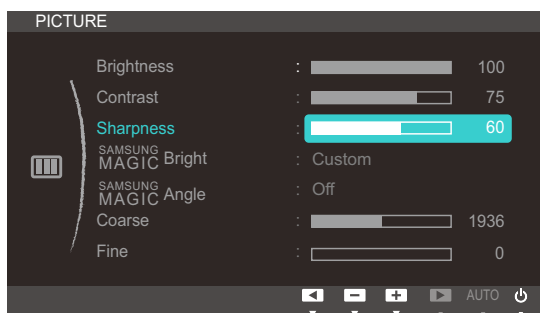 PICTURE
Brightness : 100
Contrast : 75
Sharpness : 60
SAMSUNG MAGIC Bright : Custom
SAMSUNG MAGIC Angle : Off
Coarse : 1936
Fine : 0
AUTO